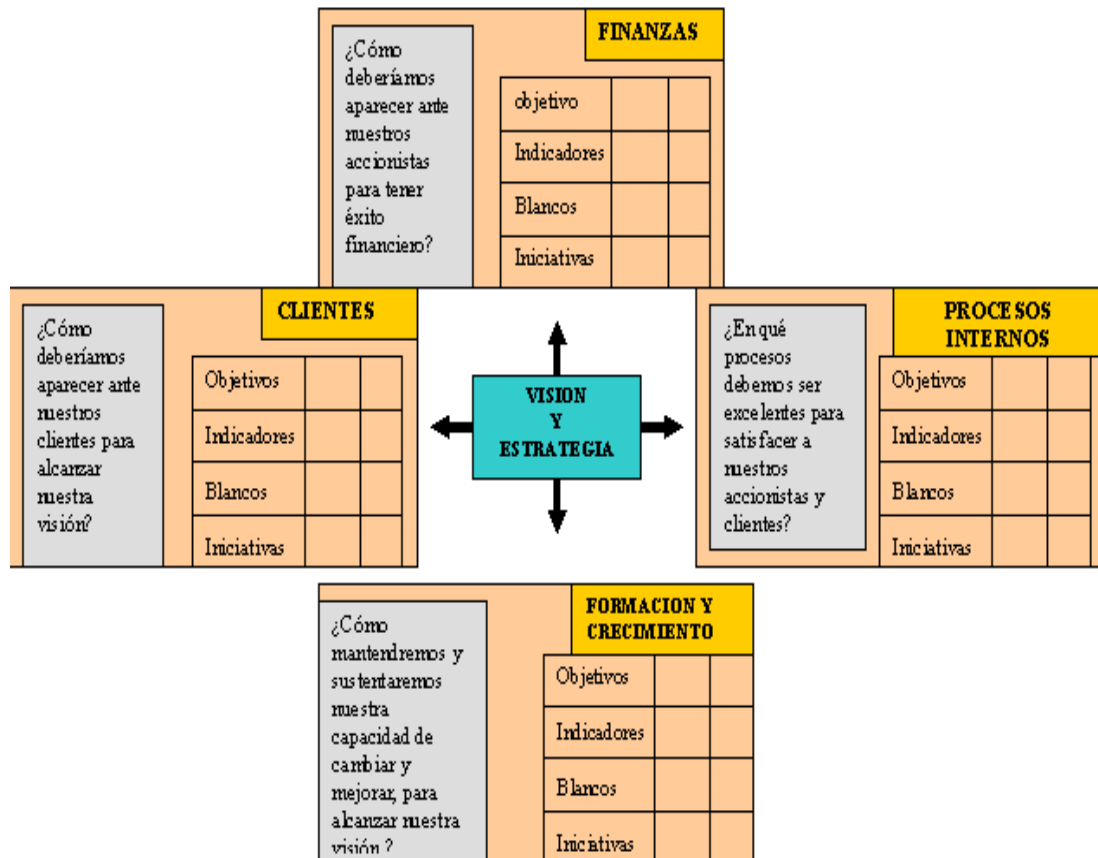 FINANZAS
¿Cómo
deberíamos
aparecer ante
nuestros
accionistas
para tener
éxito
financiero?
objetivo
Indicadores
Blancos
Iniciativas
CLIENTES
¿Cómo
deberíamos
aparecer ante
nuestros
clientes para
alcanzar
nuestra
visión?
Objetivos
Indicadores
Blancos
Iniciativas
VISION
Y
ESTRATEGIA
PROCESOS
INTERNOS
¿En qué
procesos
debemos ser
excelentes para
satisfacer a
nuestros
accionistas y
clientes?
Objetivos
Indicadores
Blancos
Iniciativas
FORMACION Y
CRECIMIENTO
¿Cómo
mantendremos y
sustentaremos
nuestra
capacidad de
cambiar y
mejorar, para
alcanzar nuestra
visión ?
Objetivos
Indicadores
Blancos
Iniciativas